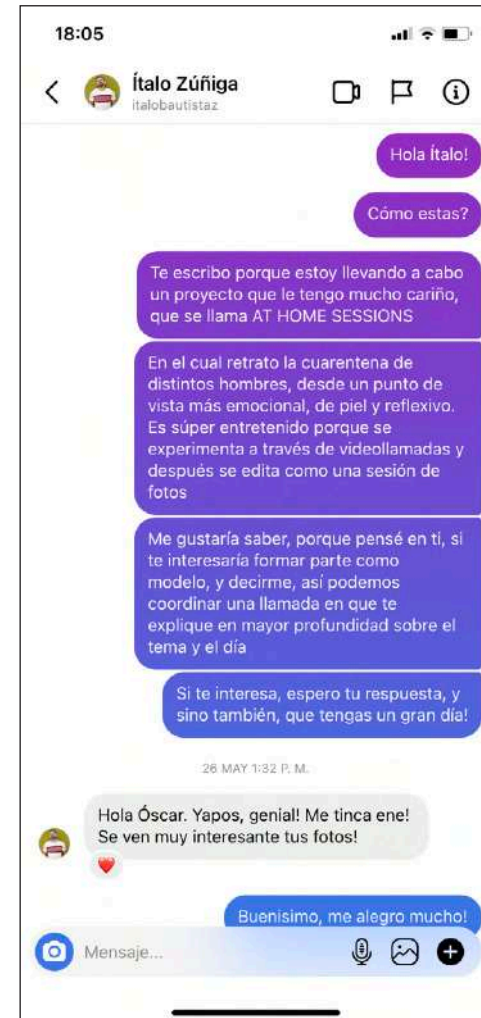 18:05
Ítalo Zúñiga
italobautistaz
Hola Ítalo!
Cómo estas?
Te escribo porque estoy llevando a cabo
un proyecto que le tengo mucho cariño,
que se llama AT HOME SESSIONS
En el cual retrato la cuarentena de
distintos hombres, desde un punto de
vista más emocional, de piel y reflexivo.
Es súper entretenido porque se
experimenta a través de videollamadas y
después se edita como una sesión de
fotos
Me gustaría saber, porque pensé en ti, si
te interesaría formar parte como
modelo, y decirme, así podemos
coordinar una llamada en que te
explique en mayor profundidad sobre el
tema y el día
Si te interesa, espero tu respuesta, y
sino también, que tengas un gran día!
26 MAY 1:32 P. M.
Hola Óscar. Yapos, genial! Me tinca ene!
Se ven muy interesante tus fotos!
Buenisimo, me alegro mucho!
Mensaje...